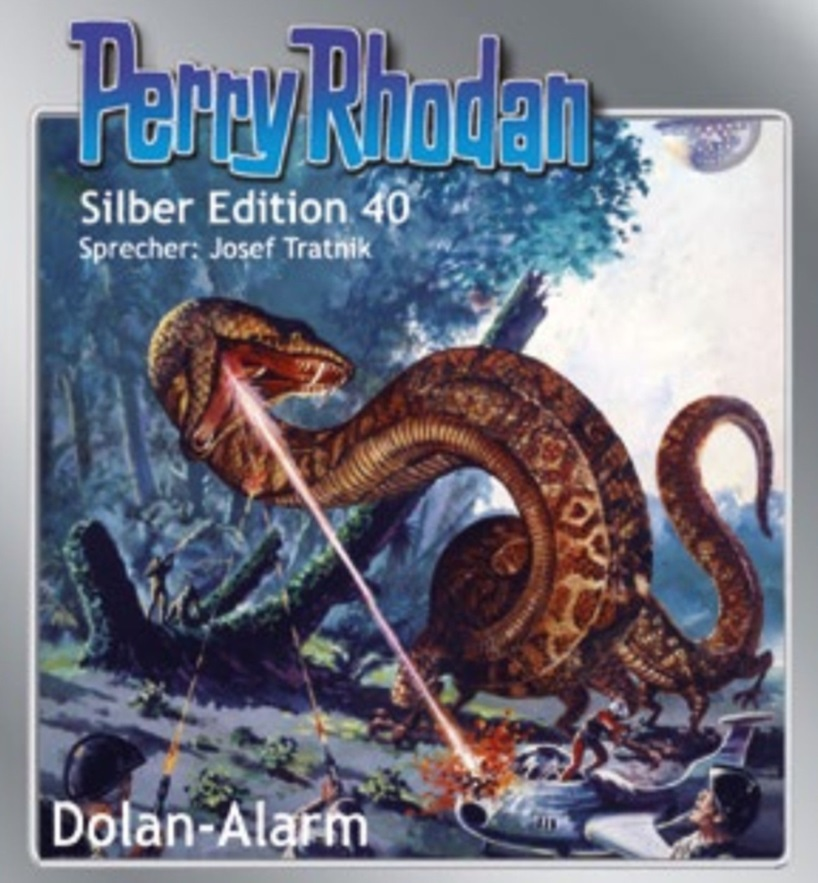 Perry Rhodan
Silber Edition 40
Sprecher: Josef Tratnik
Dolan-Alarm